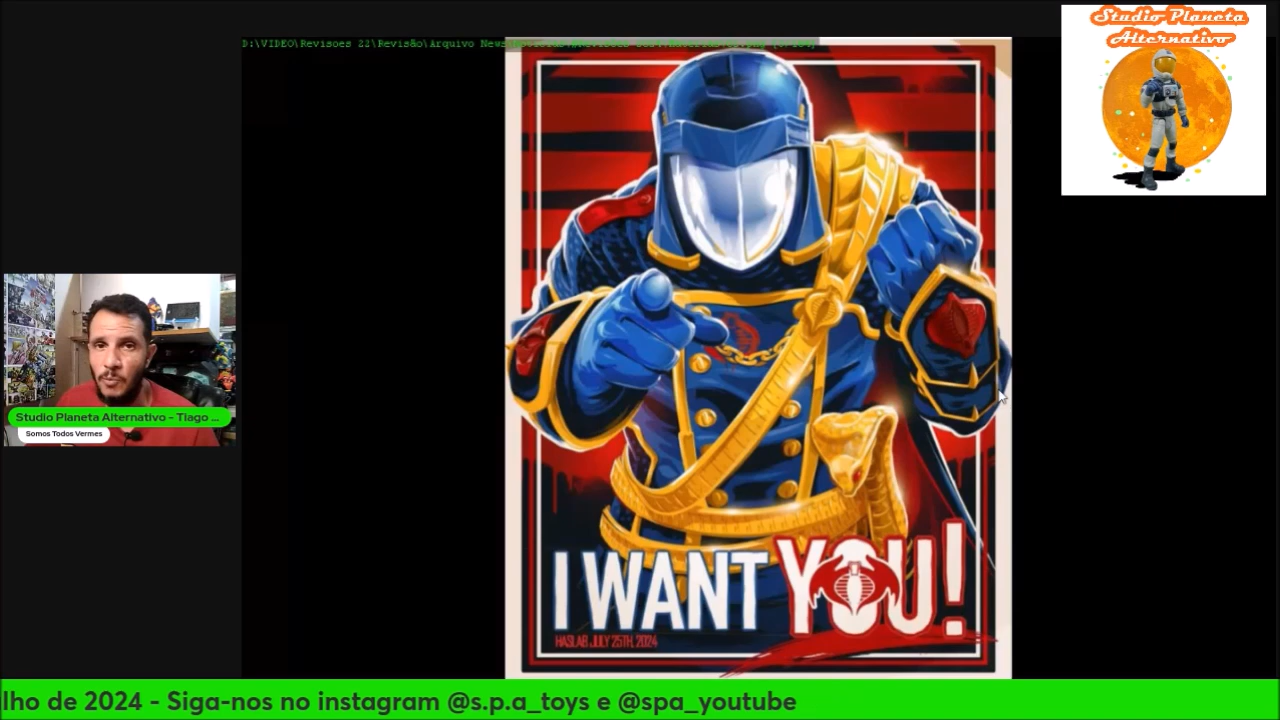 Studio Planeta
Alternativo
I WANT YOU!
HASLAB JULY 25TH, 2024
Studio Planeta Alternativo - Tiago ...
Somos Todos Vermes
lho de 2024 - Siga-nos no instagram @s.p.a_toys e @spa_youtube